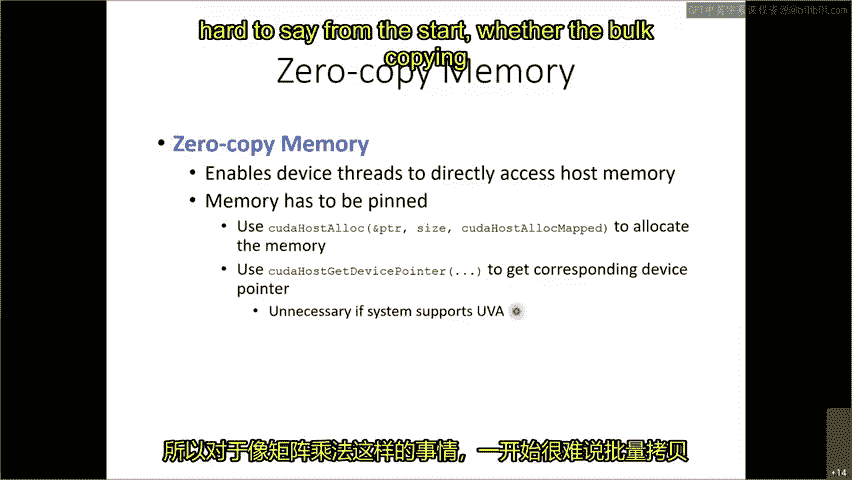 hard to say from the start, whether the bulk
copying
Zero-copy Memory
• Zero-copy Memory
• Enables device threads to directly access host memory
• Memory has to be pinned
• Use cudaHostAlloc(&ptr, size, cudaHostAllocMapped) to allocate
the memory
• Use cudaHostGetDevicePointer(...) to get corresponding device
pointer
• Unnecessary if system supports UVA
所以对于像矩阵乘法这样的事情，一开始很难说批量拷贝
+14